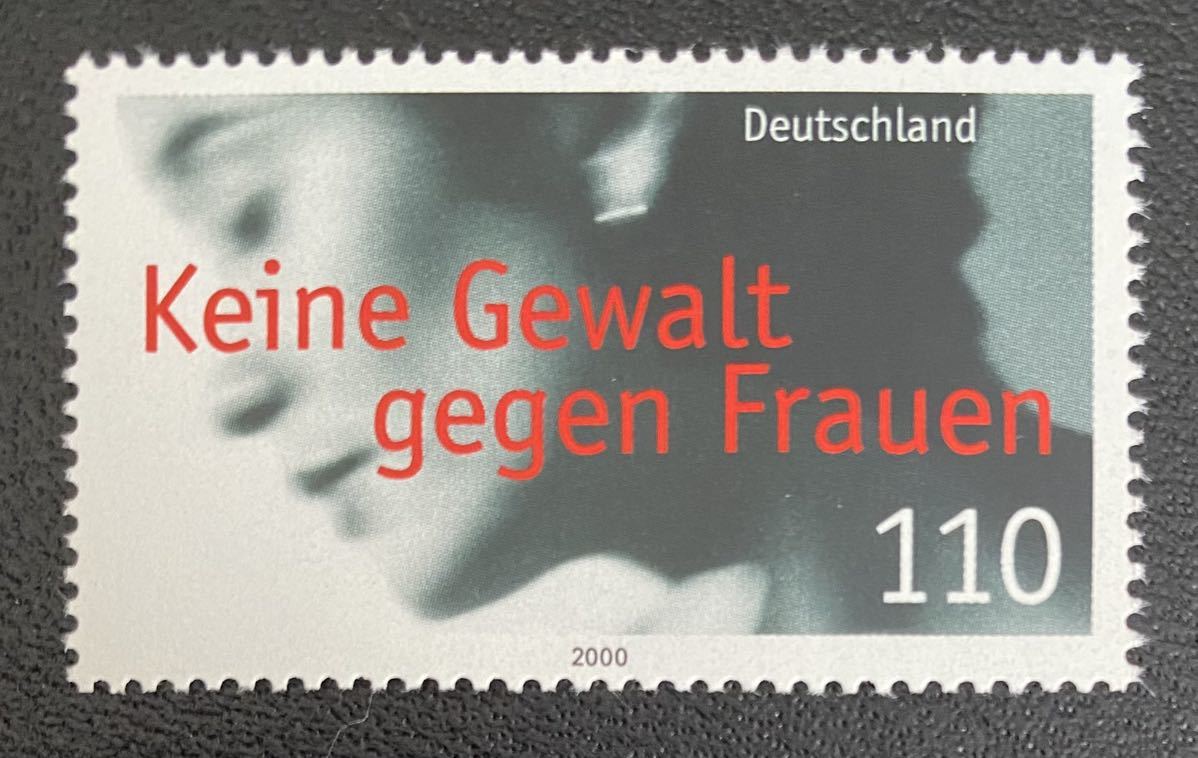 Deutschland
Keine Gewalt
gegen Frauen
110
2000